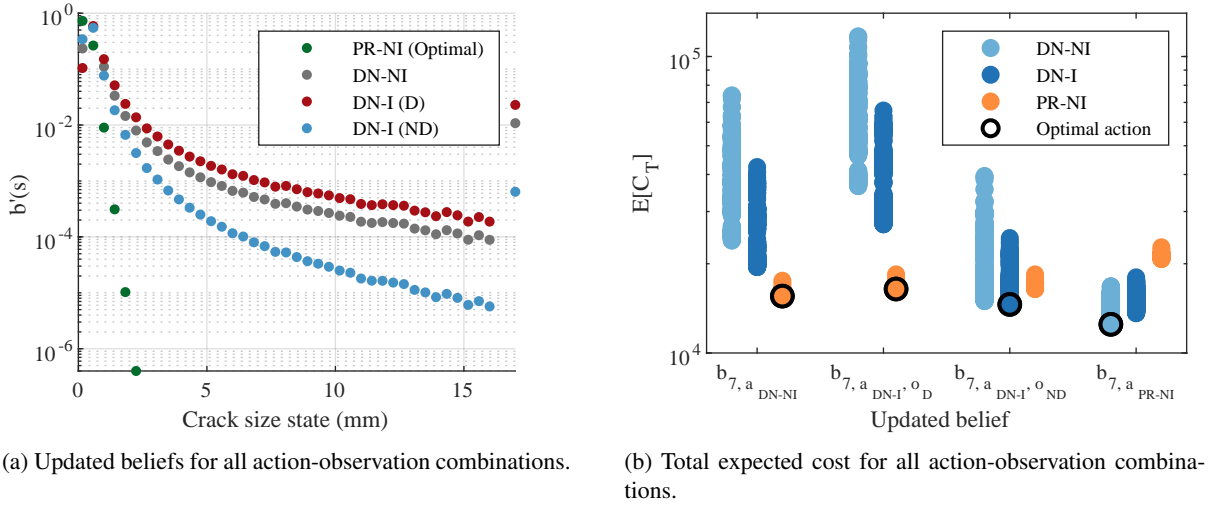 10^0
10^-2
10^-4
10^-6
b'(s)
PR-NI (Optimal)
DN-NI
DN-I (D)
DN-I (ND)
0 5 10 15
Crack size state (mm)
(a) Updated beliefs for all action-observation combinations.
10^5
10^4
E[C_T]
DN-NI
DN-I
PR-NI
Optimal action
b_7, a_DN-NI b_7, a_DN-I, o_D b_7, a_DN-I, o_ND b_7, a_PR-NI
Updated belief
(b) Total expected cost for all action-observation combina-
tions.